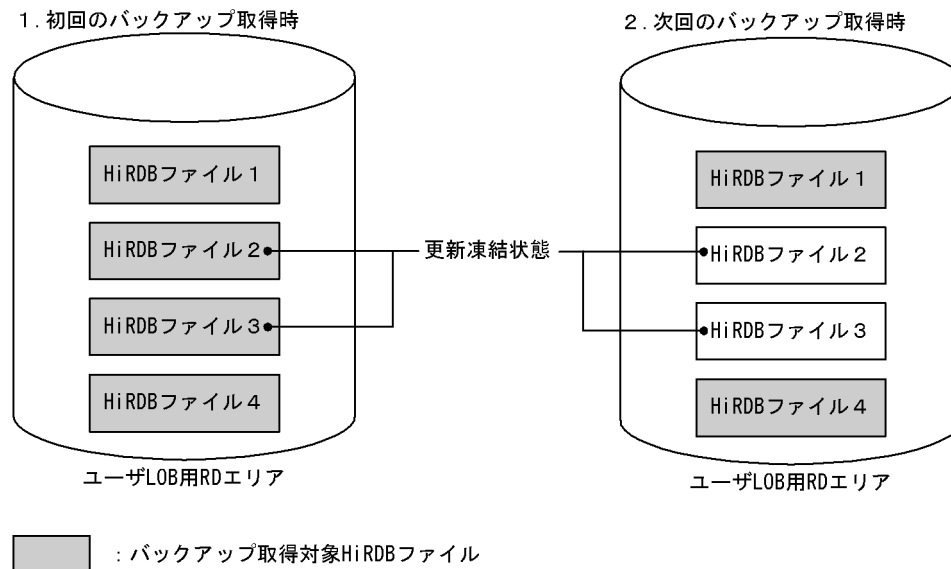 1.初回のバックアップ取得時
2.次回のバックアップ取得時
HiRDBファイル1
HiRDBファイル2
HiRDBファイル3
HiRDBファイル4
ユーザLOB用RDエリア
更新凍結状態
HiRDBファイル1
HiRDBファイル2
HiRDBファイル3
HiRDBファイル4
ユーザLOB用RDエリア
:バックアップ取得対象HiRDBファイル